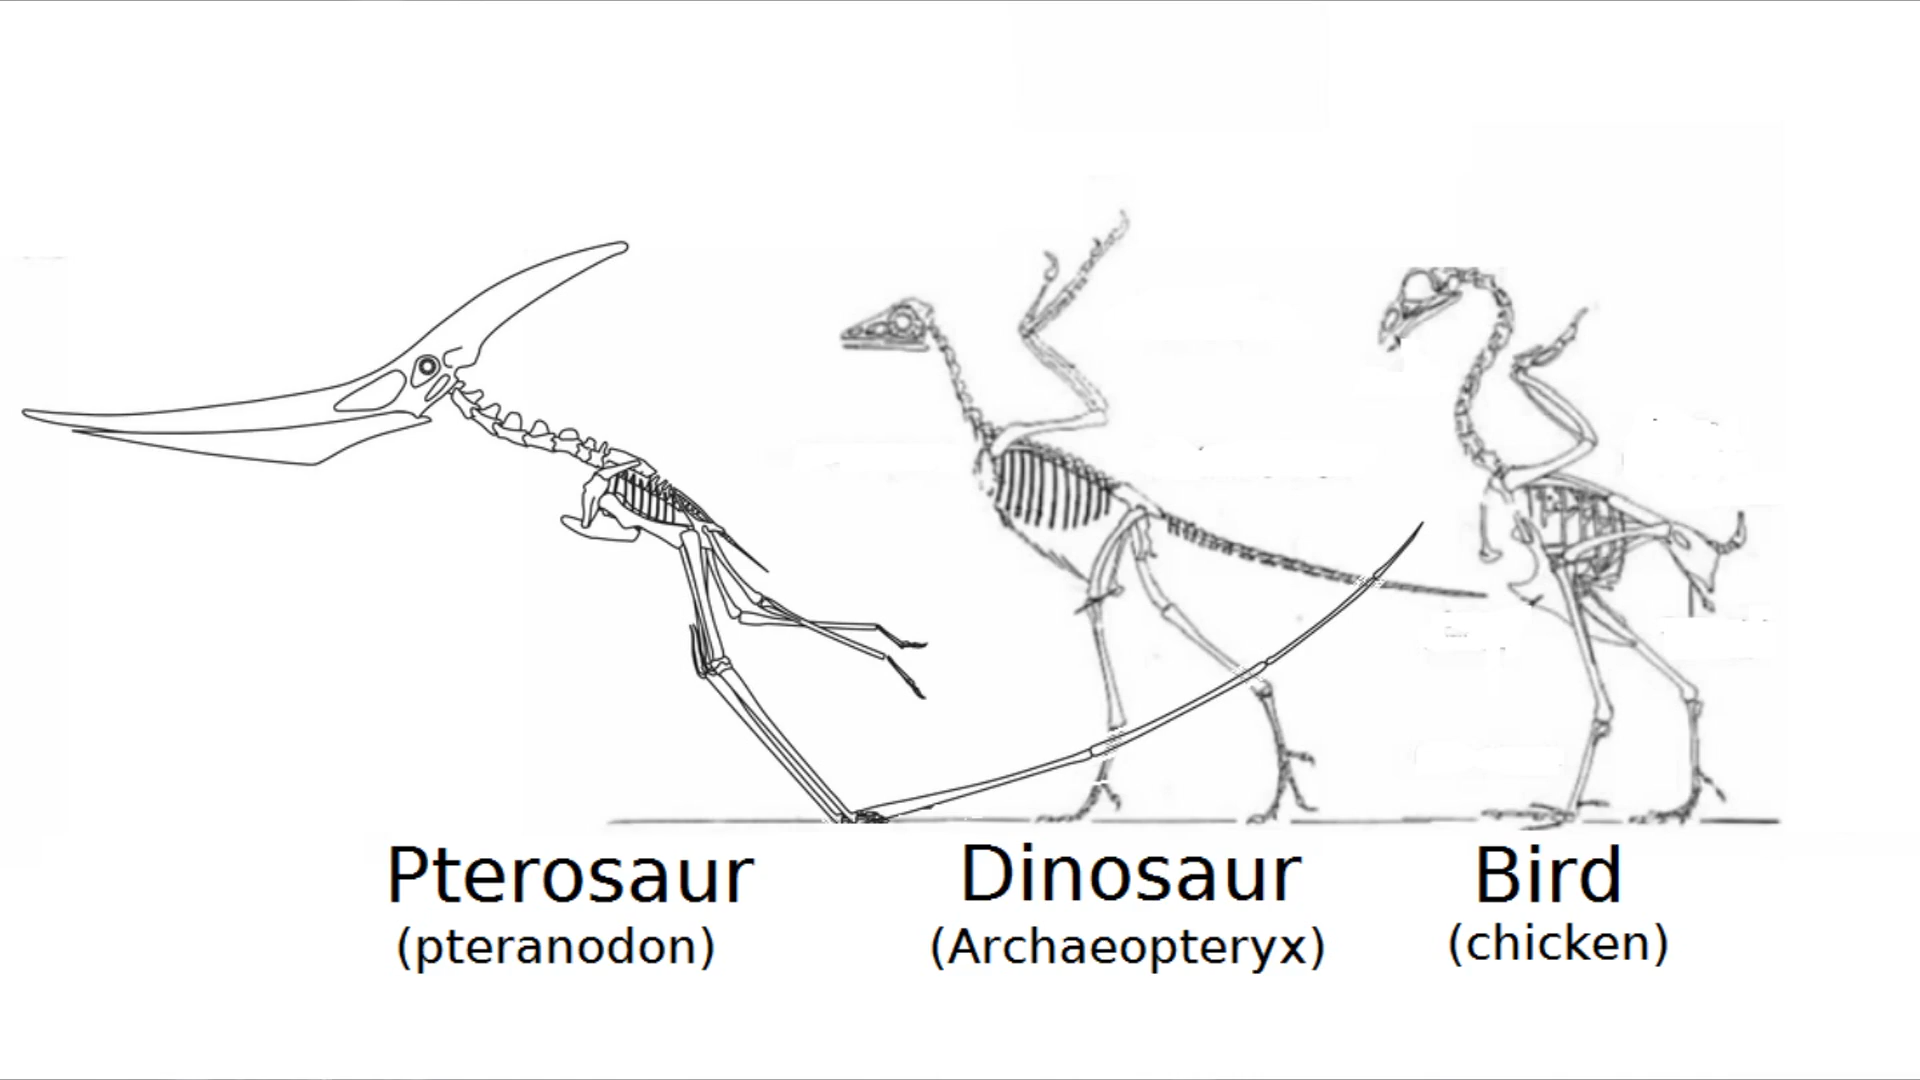 Pterosaur
(pteranodon)
Dinosaur
(Archaeopteryx)
Bird
(chicken)